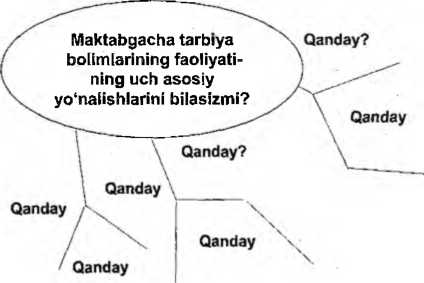 Maktabgacha tarbiya
bolimlarining faoliyati-
ning uch asosiy
yo'nalishlarini bilasizmi?
Qanday?
Qanday
Qanday?
Qanday
Qanday
Qanday
Qanday